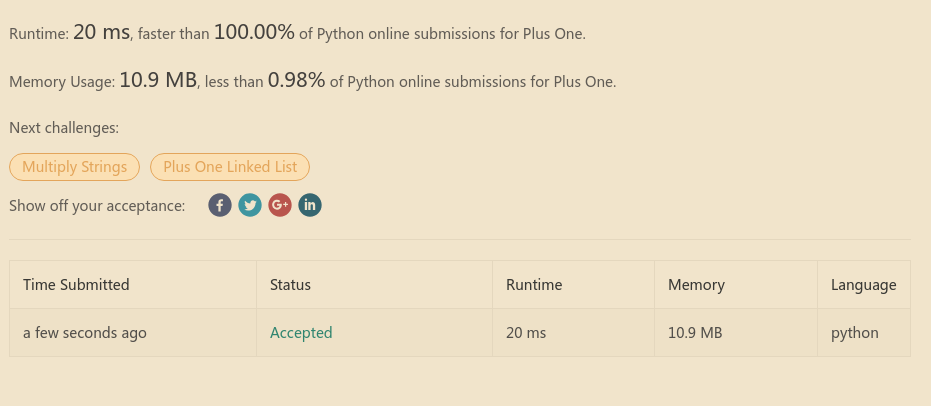 Runtime: 20 ms, faster than 100.00% of Python online submissions for Plus One.
Memory Usage: 10.9 MB, less than 0.98% of Python online submissions for Plus One.
Next challenges:
Multiply Strings Plus One Linked List
Show off your acceptance: f G+ in
Time Submitted Status Runtime Memory Language
a few seconds ago Accepted 20 ms 10.9 MB python